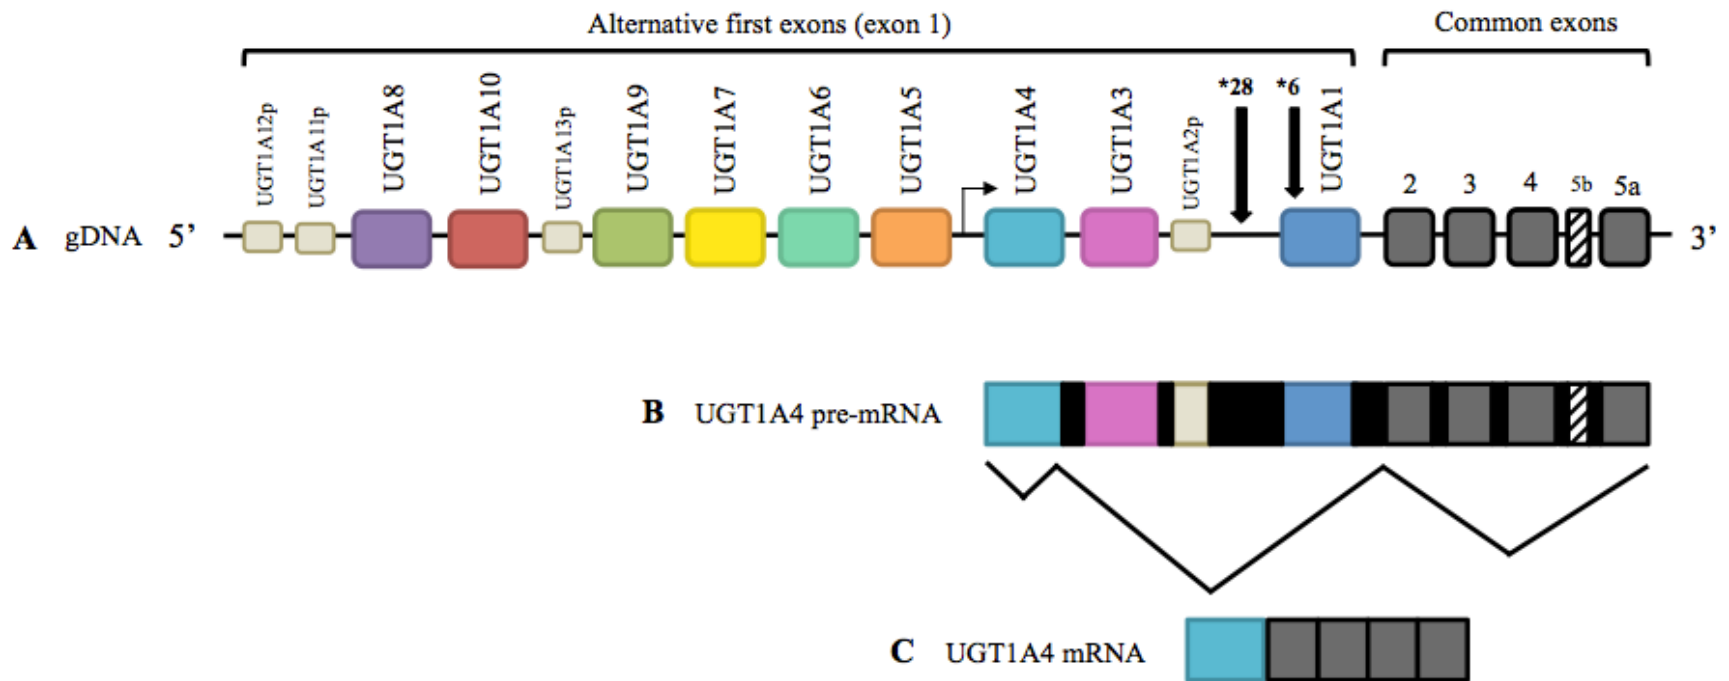 Alternative first exons (exon 1)
Common exons
UGT1A12p
UGT1A11p
UGT1A8
UGT1A10
UGT1A13p
UGT1A9
UGT1A7
UGT1A6
UGT1A5
UGT1A4
UGT1A3
UGT1A2p
*28
*6
UGT1A1
2
3
4
5b
5a
A gDNA 5’
3’
B UGT1A4 pre-mRNA
C UGT1A4 mRNA